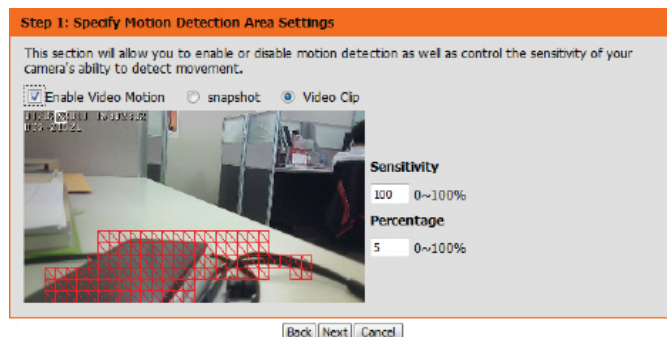 Step 1: Specify Motion Detection Area Settings
This section will allow you to enable or disable motion detection as well as control the sensitivity of your
camera's ability to detect movement.
Enable Video Motion snapshot Video Clip
Sensitivity
100 0~100%
Percentage
5 0~100%
Back Next Cancel